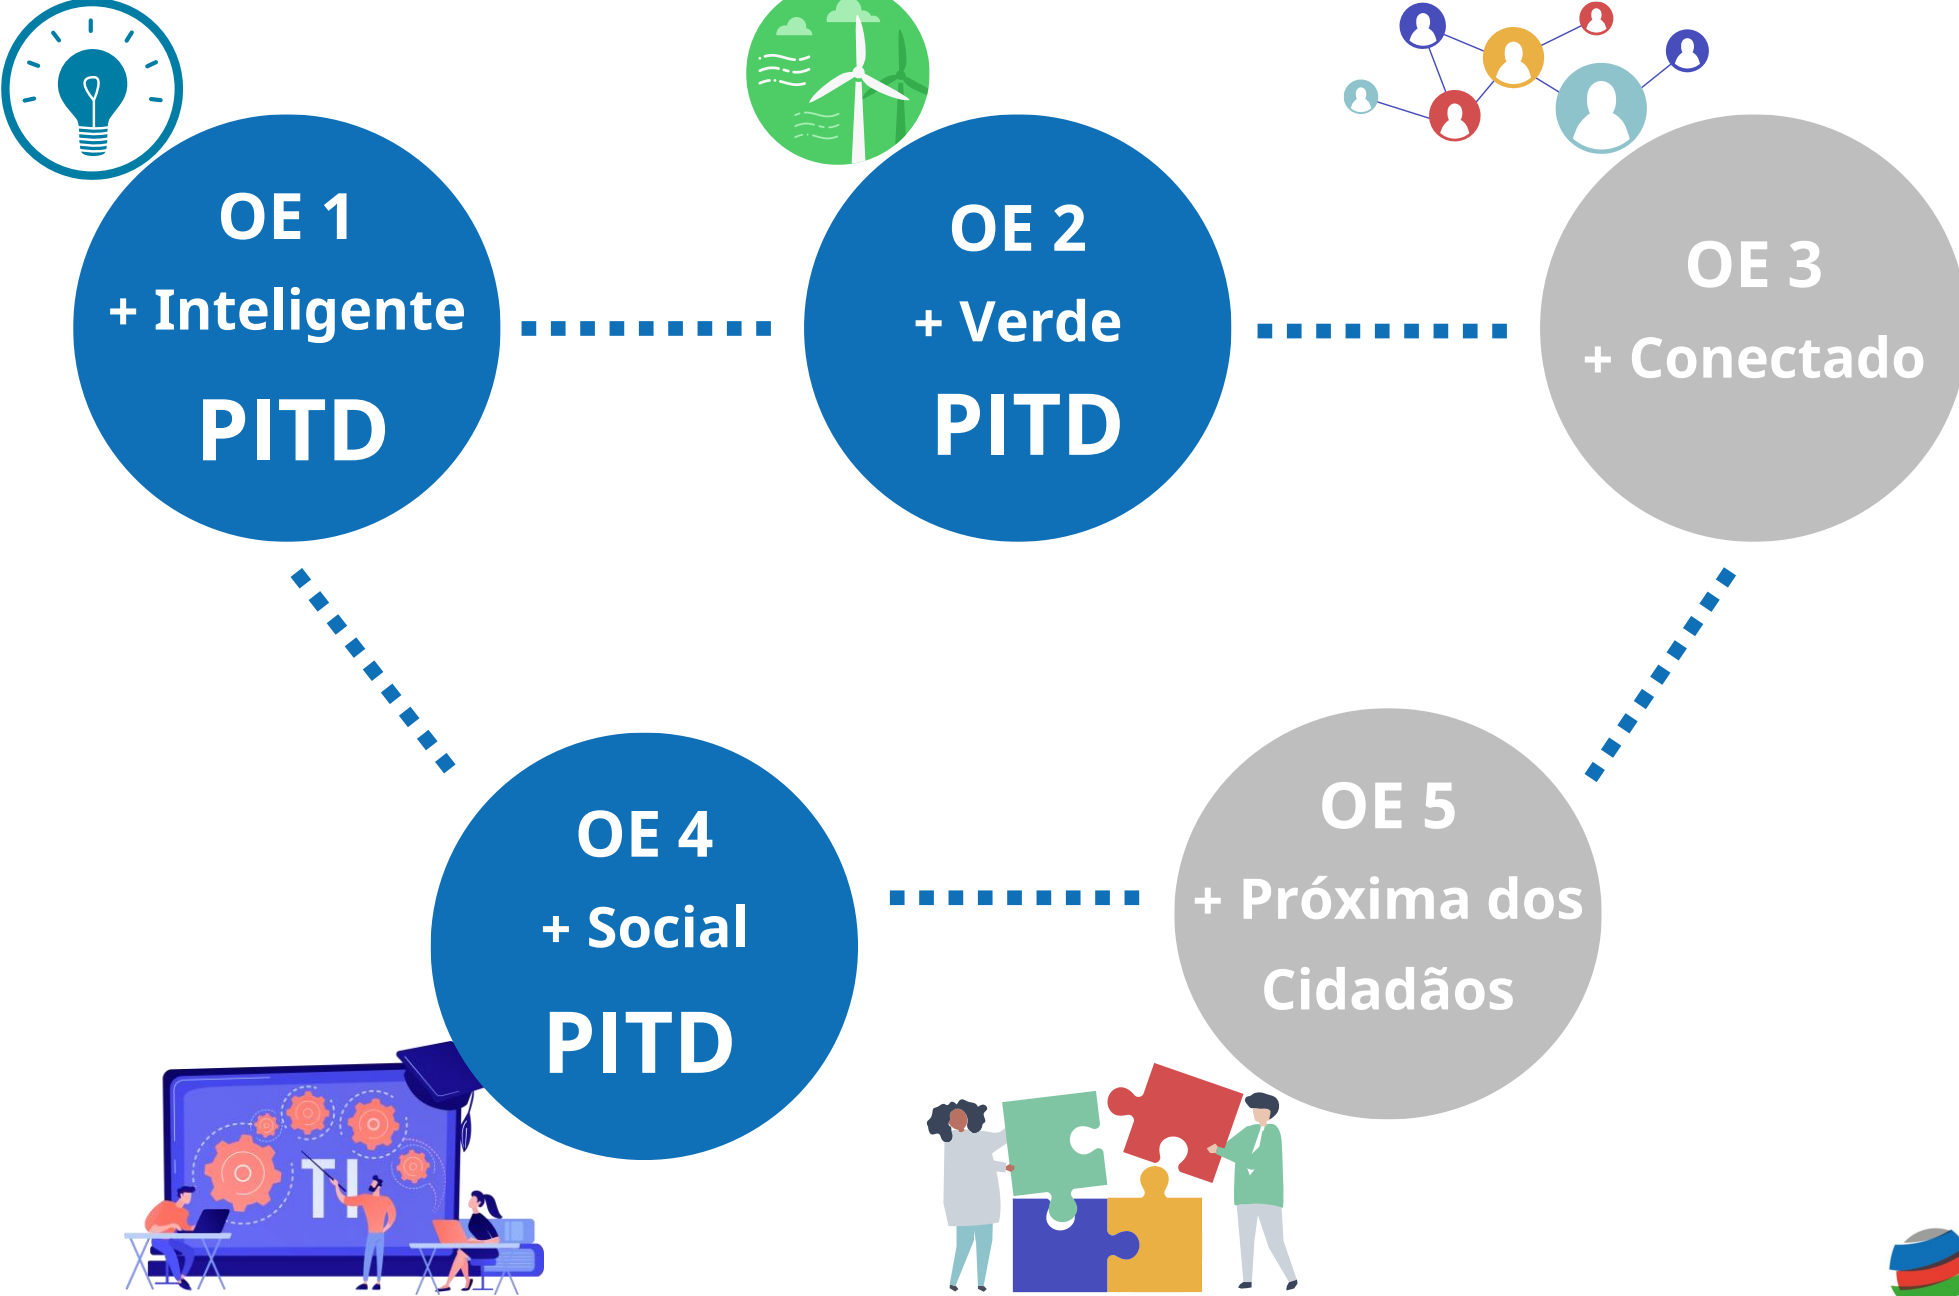 OE 1
+ Inteligente
PITD
OE 2
+ Verde
PITD
OE 3
+ Conectado
OE 4
+ Social
PITD
OE 5
+ Próxima dos
Cidadãos
TI